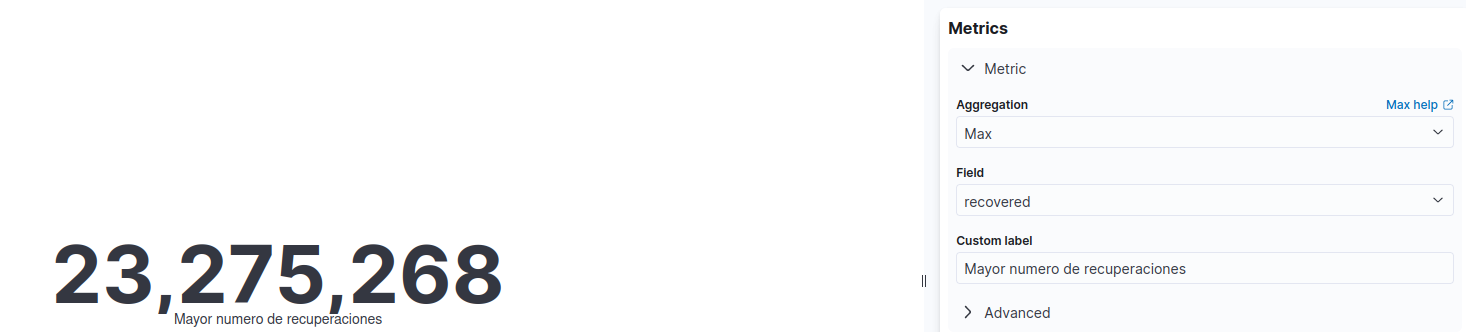 23,275,268
Mayor numero de recuperaciones
Metrics
Metric
Aggregation Max help
Max
Field
recovered
Custom label
Mayor numero de recuperaciones
Advanced